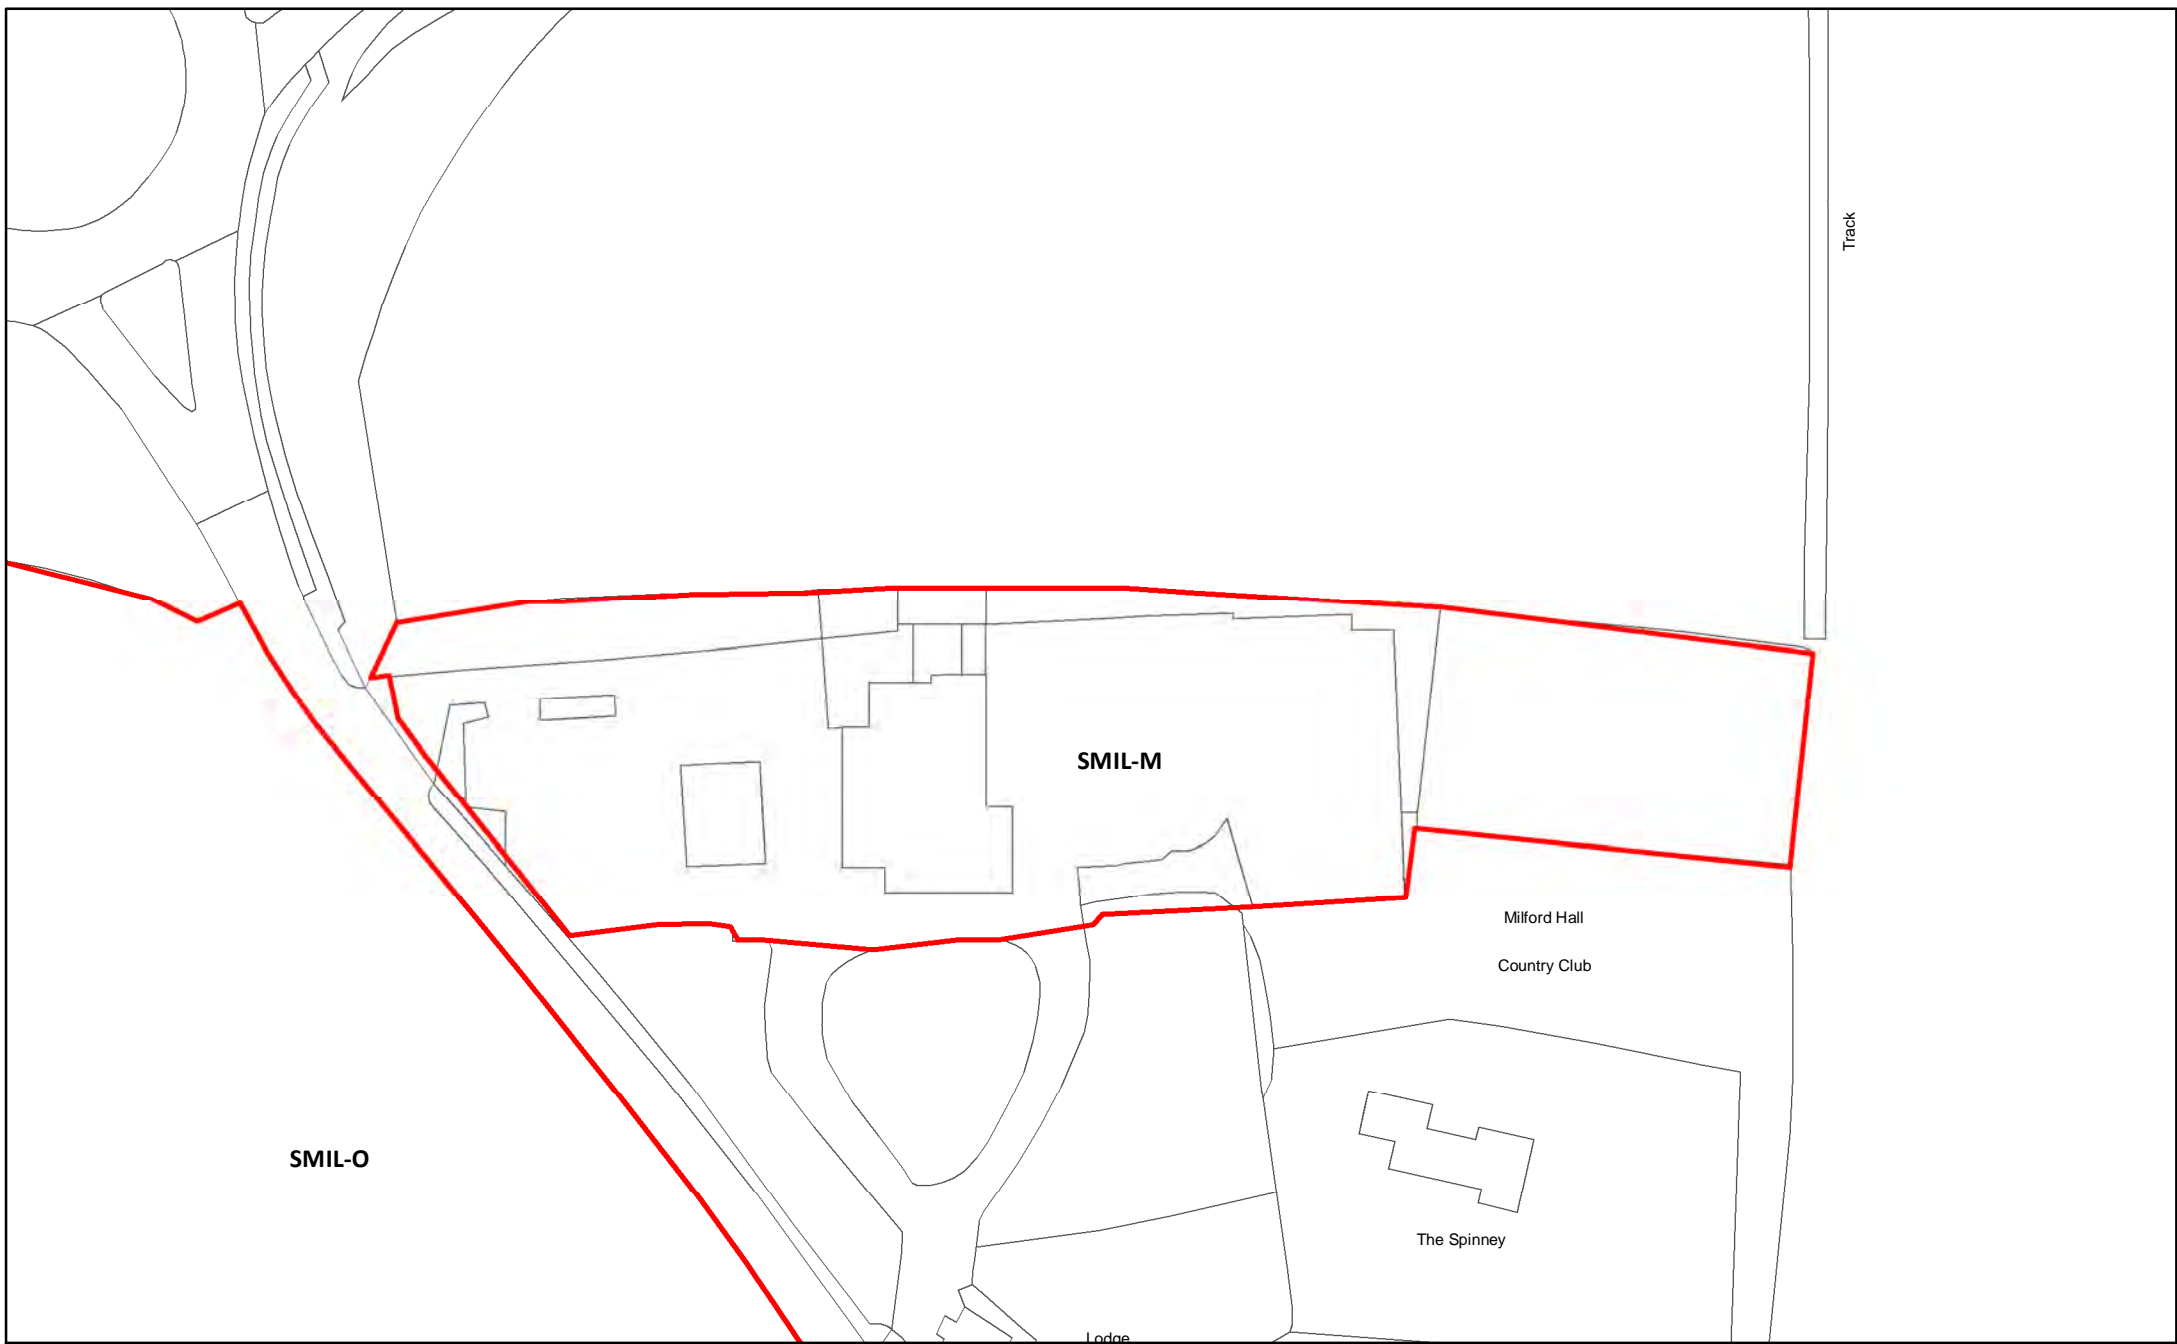 Track
SMIL-M
Milford Hall
Country Club
SMIL-O
The Spinney
Lodge